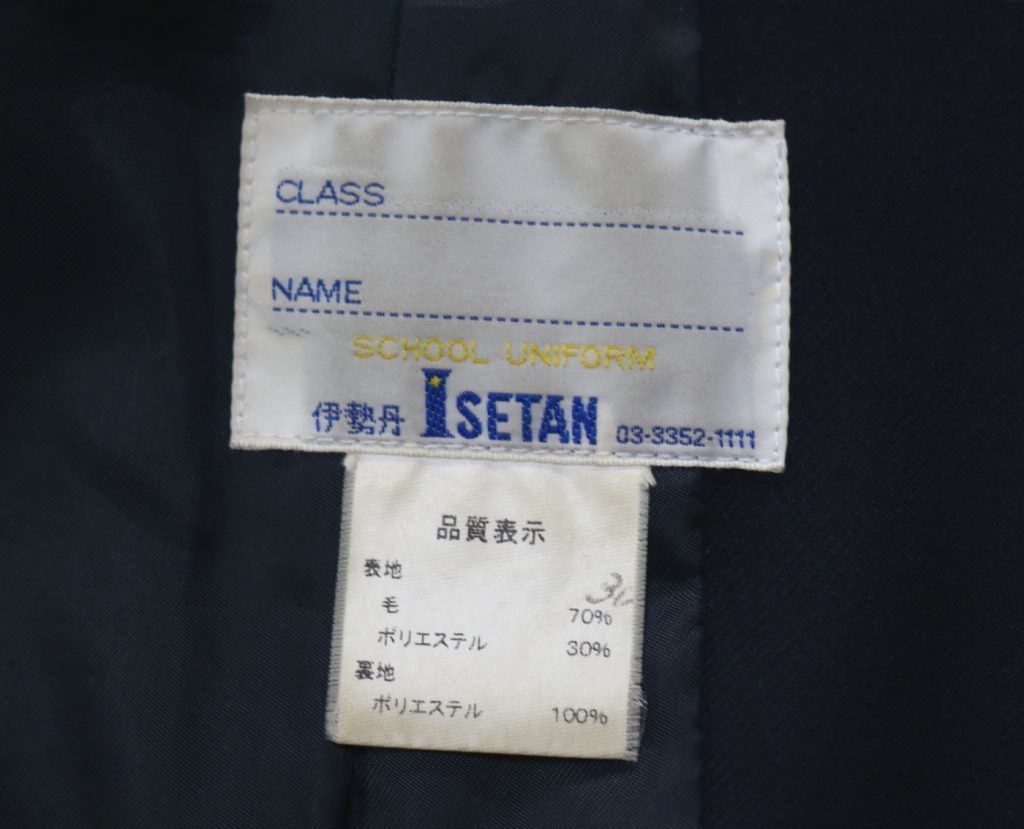 CLASS
NAME
SCHOOL UNIFORM
伊勢丹 ISETAN 03-3352-1111
品質表示
表地
毛 70%
ポリエステル 30%
裏地
ポリエステル 100%